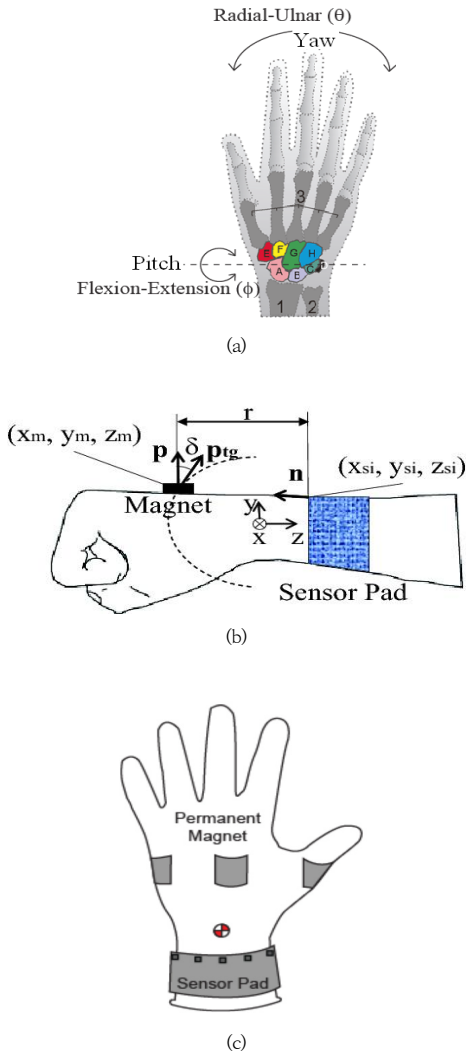 Radial-Ulnar (θ)
Yaw
3
E F G H
A B C
Pitch
Flexion-Extension (ϕ)
1 2
(a)
r
(xm, ym, zm)
p δ ptg
n (xsi, ysi, zsi)
Magnet
y
x z
Sensor Pad
(b)
Permanent
Magnet
Sensor Pad
(c)